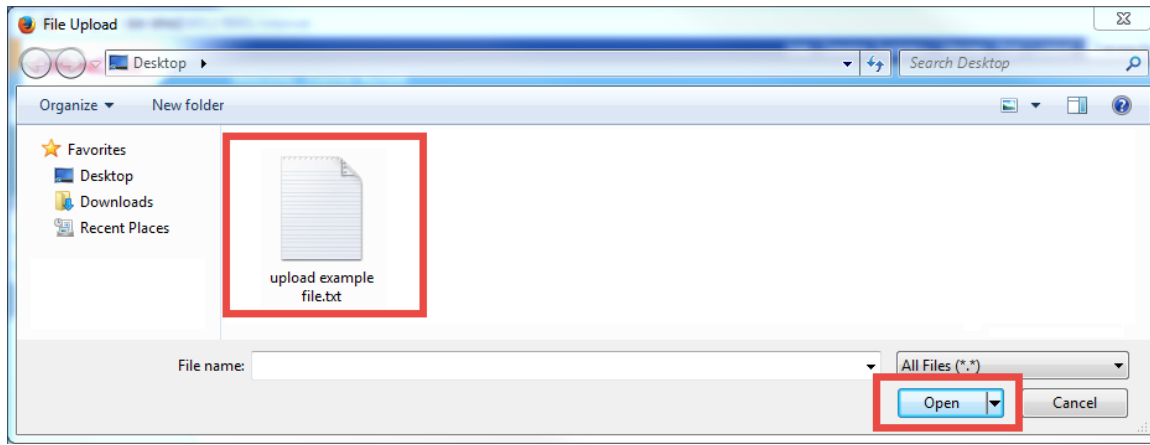 File Upload
Desktop
Search Desktop
Organize
New folder
Favorites
Desktop
Downloads
Recent Places
upload example
file.txt
File name:
All Files (*.*)
Open
Cancel